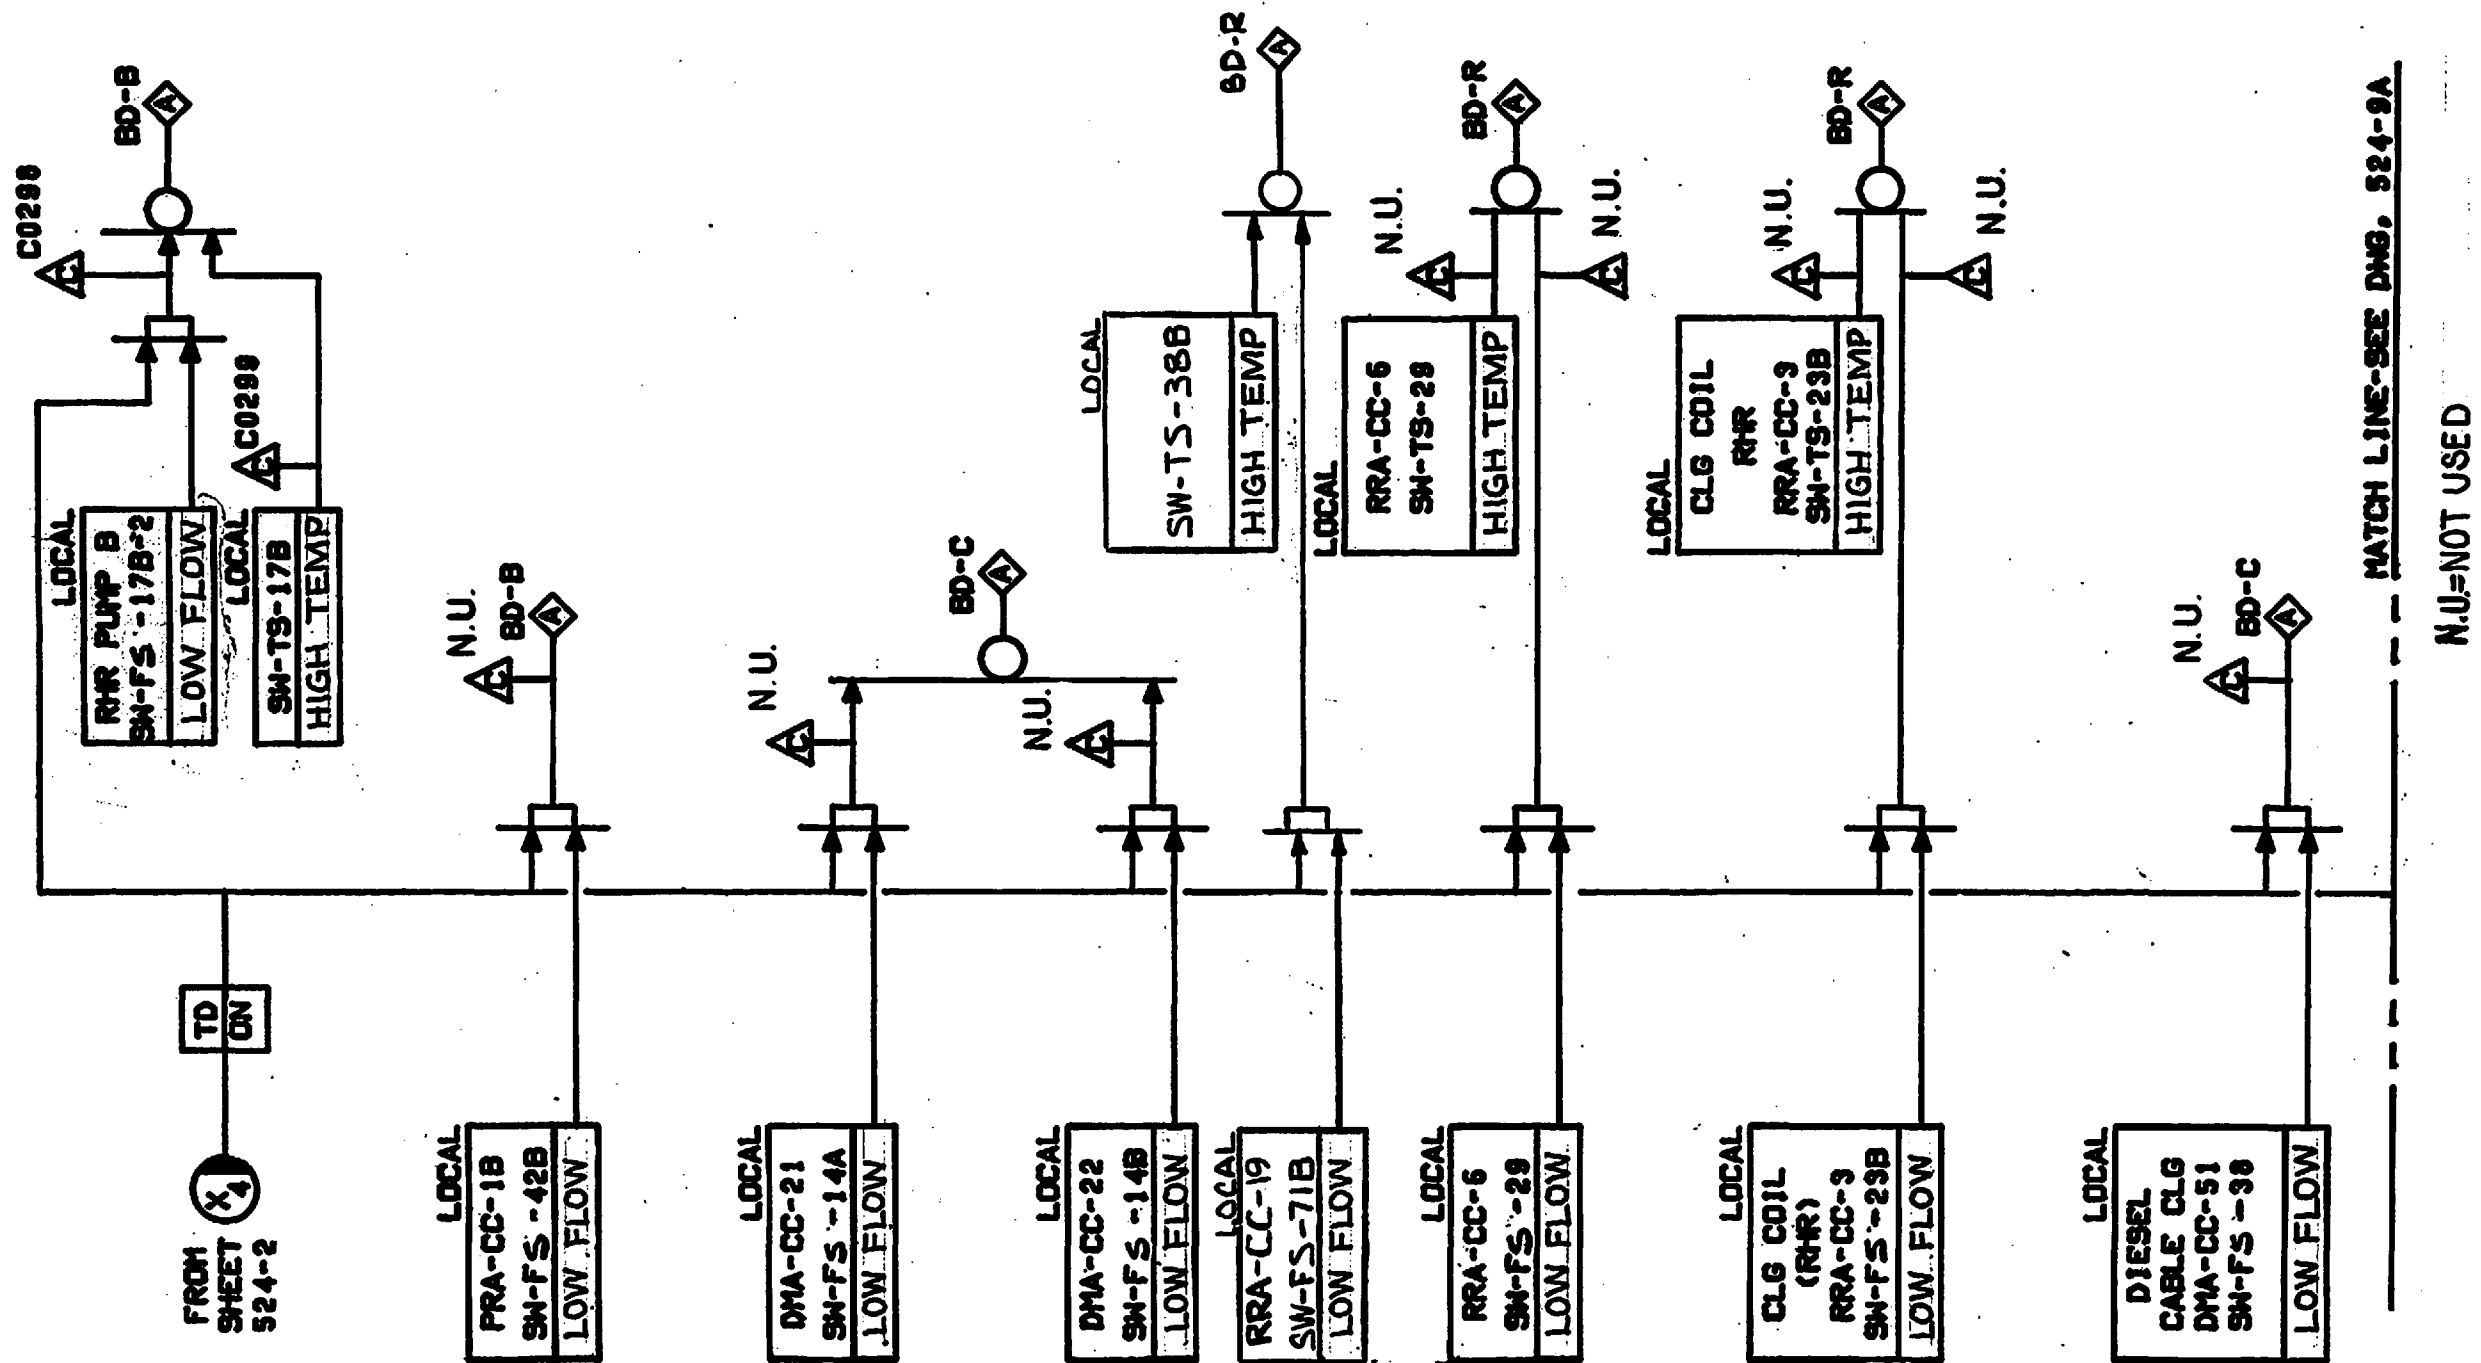 FROM
SHEET
524-2
X4
TD
ON
LOCAL
RHR PUMP B
SW-FS-17B-2
LOW FLOW
LOCAL
SW-TS-17B
HIGH TEMP
C0298
C
C0299
C
BD-B
A
LOCAL
PRA-CC-1B
SW-FS-42B
LOW FLOW
N.U.
C
BD-B
A
LOCAL
DMA-CC-21
SW-FS-14A
LOW FLOW
N.U.
C
LOCAL
DMA-CC-22
SW-FS-14B
LOW FLOW
N.U.
C
BD-C
A
LOCAL
RRA-CC-19
SW-FS-71B
LOW FLOW
LOCAL
SW-TS-38B
HIGH TEMP
BD-R
A
LOCAL
RRA-CC-6
SW-FS-29
LOW FLOW
LOCAL
RRA-CC-6
SW-TS-29
HIGH TEMP
N.U.
C
C
N.U.
BD-R
A
LOCAL
CLG COIL
(RHR)
RRA-CC-3
SW-FS-23B
LOW FLOW
LOCAL
CLG COIL
RHR
RRA-CC-3
SW-TS-23B
HIGH TEMP
N.U.
C
C
N.U.
BD-R
A
LOCAL
DIESEL
CABLE CLG
DMA-CC-51
SW-FS-38
LOW FLOW
N.U.
C
BD-C
A
MATCH LINE-SEE DWG, 524-9A
N.U.=NOT USED